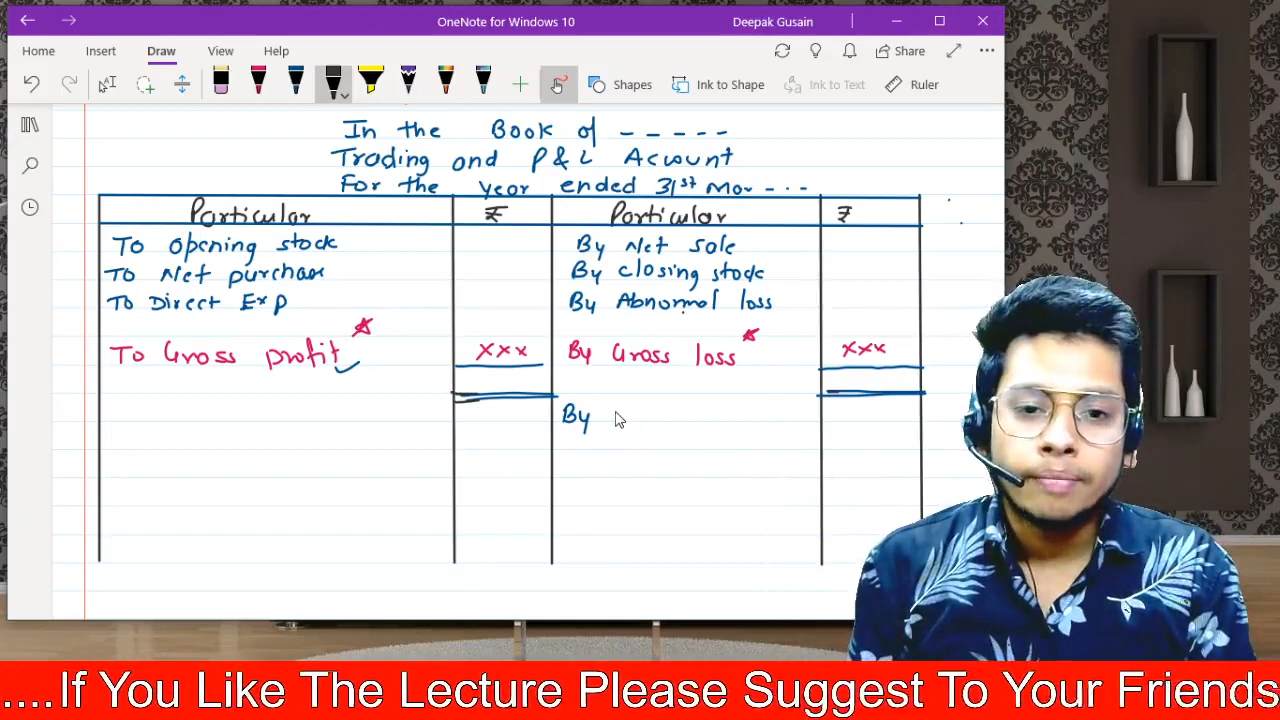 OneNote for Windows 10
Deepak Gusain
Home Insert Draw View Help
Share
Shapes Ink to Shape Ink to Text Ruler
In the Book of - - - - -
Trading and P & L Account
For the year ended 31st Mar - - -
Particular ₹ Particular ₹
To opening stock By Net sale
To Net purchase By closing stock
To Direct Exp By Abnormal loss
To Gross profit xxx By Gross loss xxx
By
....If You Like The Lecture Please Suggest To Your Friends